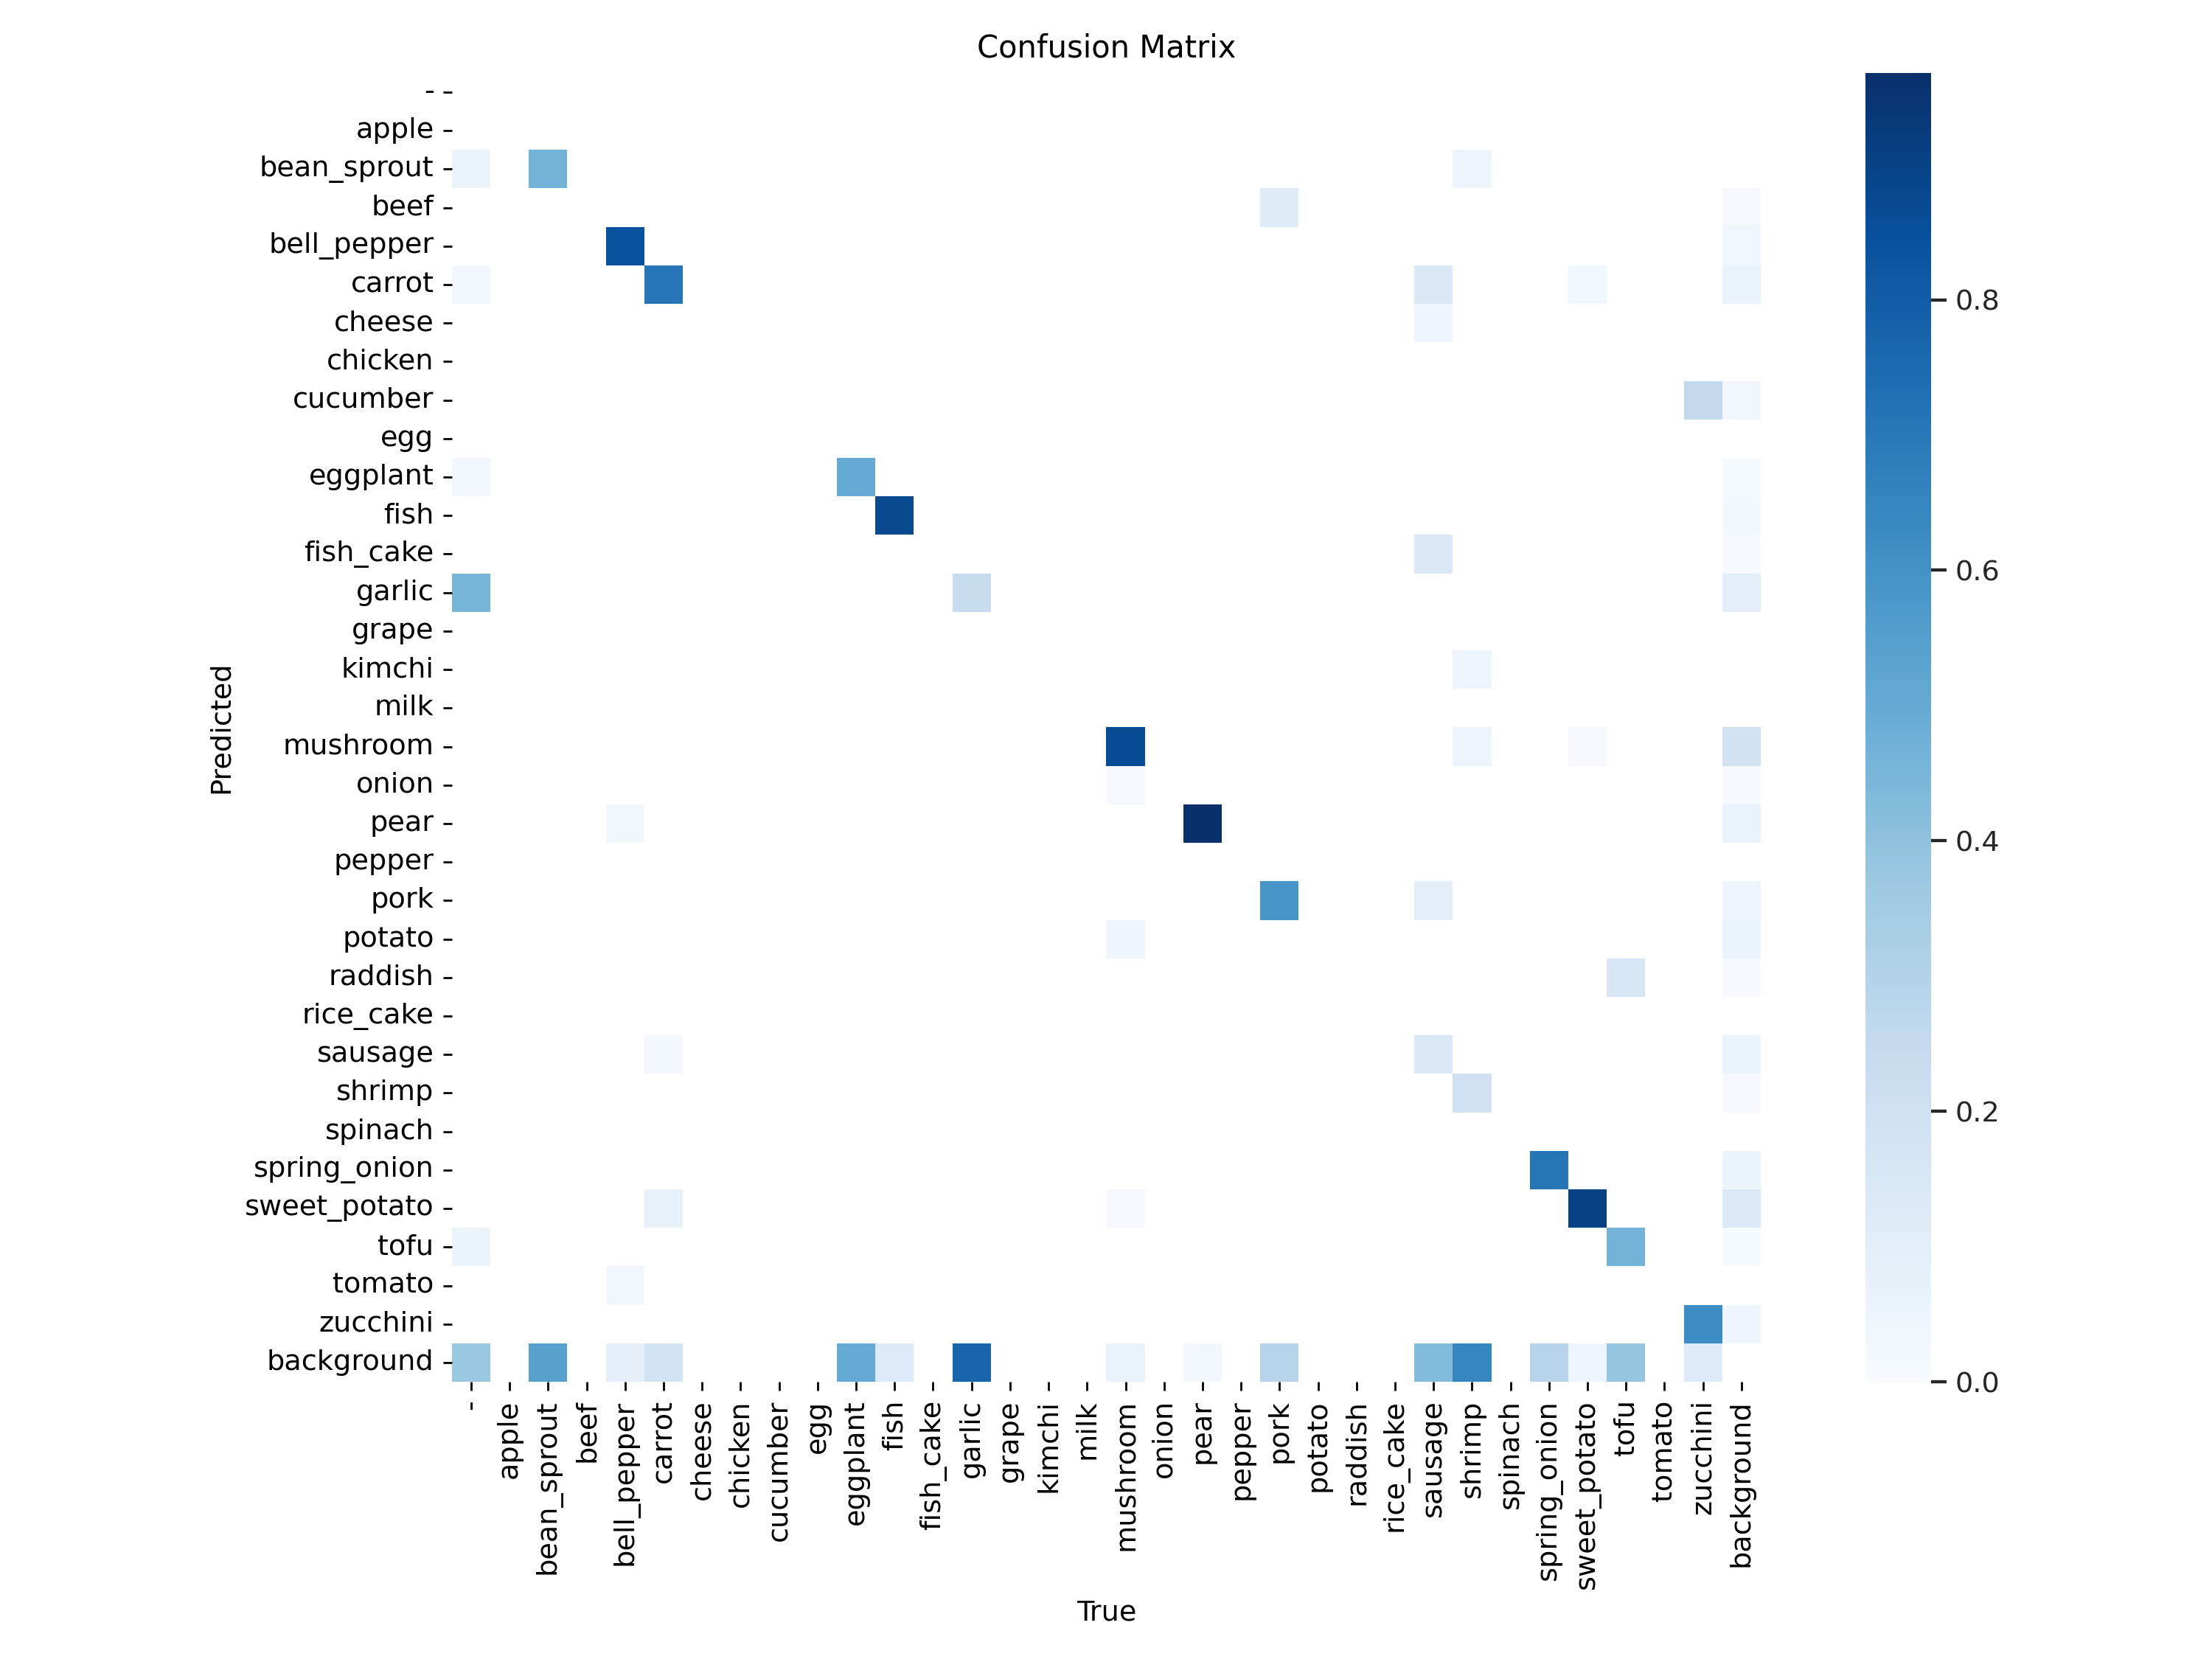 Confusion Matrix
-
apple
bean_sprout
beef
bell_pepper
carrot
cheese
chicken
cucumber
egg
eggplant
fish
fish_cake
garlic
grape
kimchi
milk
mushroom
onion
pear
pepper
pork
potato
raddish
rice_cake
sausage
shrimp
spinach
spring_onion
sweet_potato
tofu
tomato
zucchini
background
Predicted
-
apple
bean_sprout
beef
bell_pepper
carrot
cheese
chicken
cucumber
egg
eggplant
fish
fish_cake
garlic
grape
kimchi
milk
mushroom
onion
pear
pepper
pork
potato
raddish
rice_cake
sausage
shrimp
spinach
spring_onion
sweet_potato
tofu
tomato
zucchini
background
True
0.8
0.6
0.4
0.2
0.0